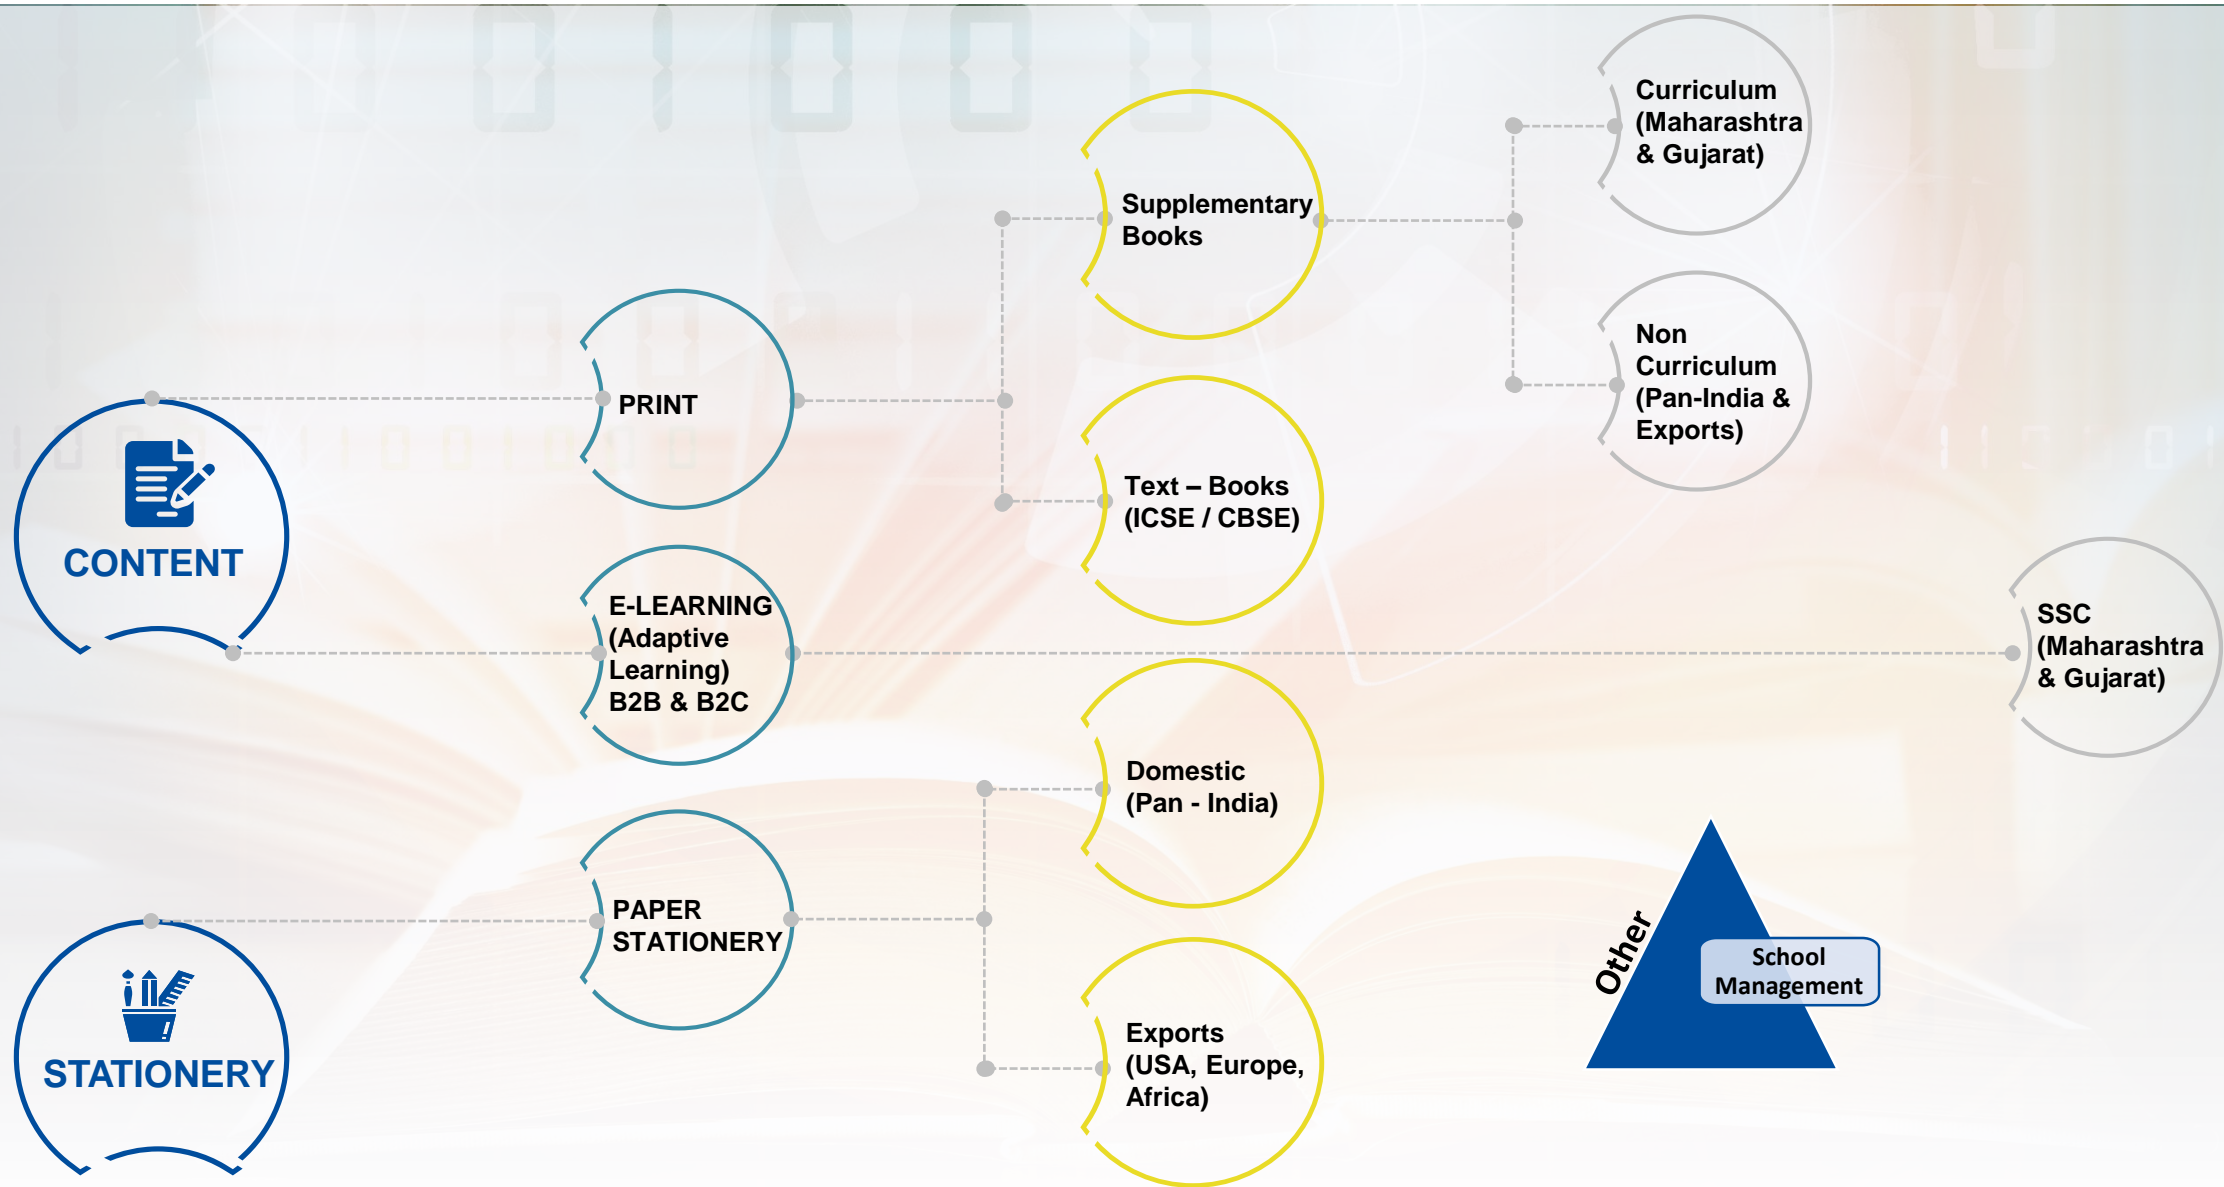 CONTENT
PRINT
Supplementary
Books
Curriculum
(Maharashtra
& Gujarat)
Non
Curriculum
(Pan-India &
Exports)
Text – Books
(ICSE / CBSE)
E-LEARNING
(Adaptive
Learning)
B2B & B2C
SSC
(Maharashtra
& Gujarat)
STATIONERY
PAPER
STATIONERY
Domestic
(Pan - India)
Exports
(USA, Europe,
Africa)
Other
School
Management